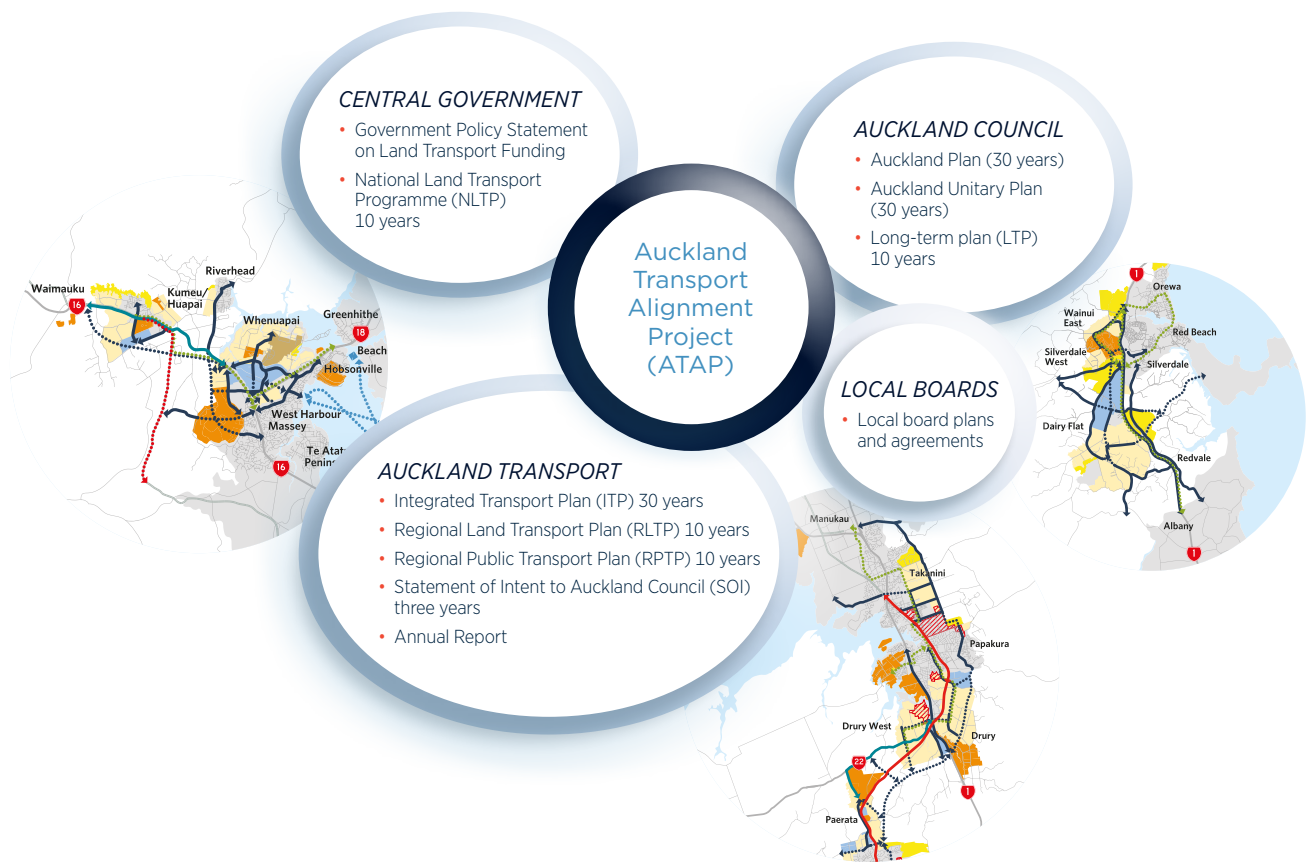 CENTRAL GOVERNMENT
• Government Policy Statement
on Land Transport Funding
• National Land Transport
Programme (NLTP)
10 years
AUCKLAND COUNCIL
• Auckland Plan (30 years)
• Auckland Unitary Plan
(30 years)
• Long-term plan (LTP)
10 years
Auckland
Transport
Alignment
Project
(ATAP)
LOCAL BOARDS
• Local board plans
and agreements
AUCKLAND TRANSPORT
• Integrated Transport Plan (ITP) 30 years
• Regional Land Transport Plan (RLTP) 10 years
• Regional Public Transport Plan (RPTP) 10 years
• Statement of Intent to Auckland Council (SOI)
three years
• Annual Report
Waimauku
16
Kumeu/
Huapai
Riverhead
Whenuapai
Greenhithe
18
Beach
Hobsonville
West Harbour
Massey
Te Atat
Penin
16
1
Orewa
Wainui
East
Red Beach
Silverdale
West
Silverdale
Dairy Flat
Redvale
Albany
1
Manukau
Takanini
Papakura
Drury West
Drury
22
1
Paerata